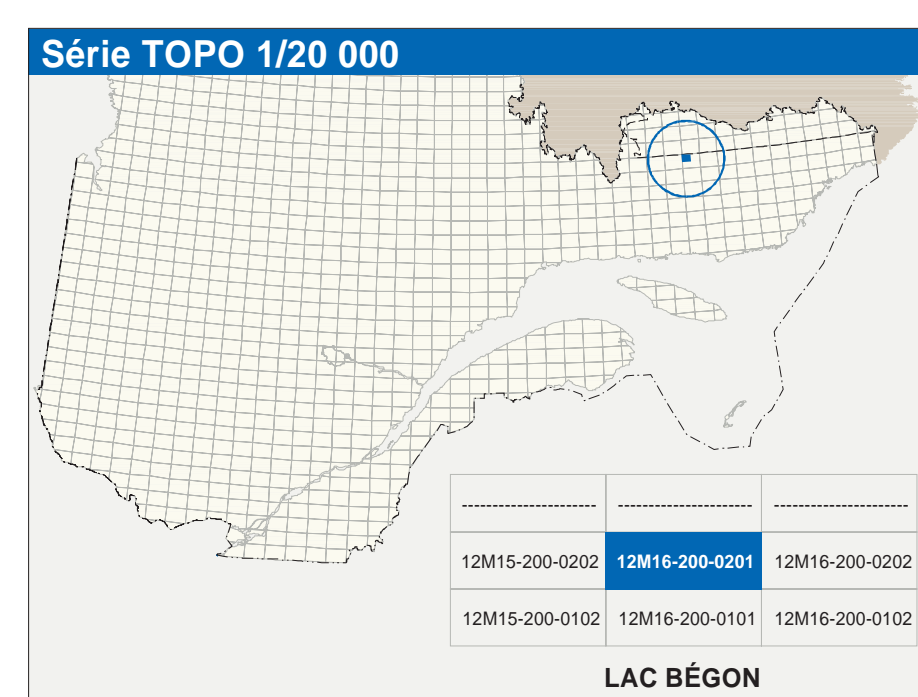 Série TOPO 1/20 000
---------------------- ---------------------- ----------------------
12M15-200-0202 12M16-200-0201 12M16-200-0202
12M15-200-0102 12M16-200-0101 12M16-200-0102
LAC BÉGON